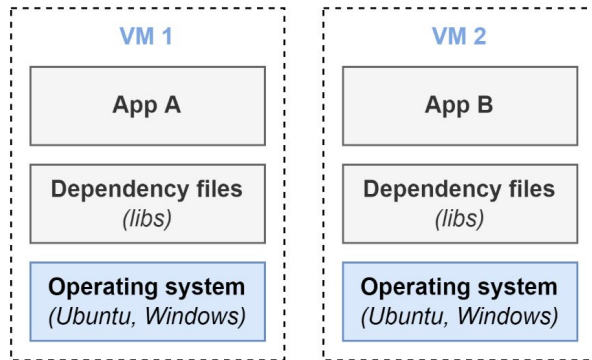 VM 1
App A
Dependency files
(libs)
Operating system
(Ubuntu, Windows)
VM 2
App B
Dependency files
(libs)
Operating system
(Ubuntu, Windows)